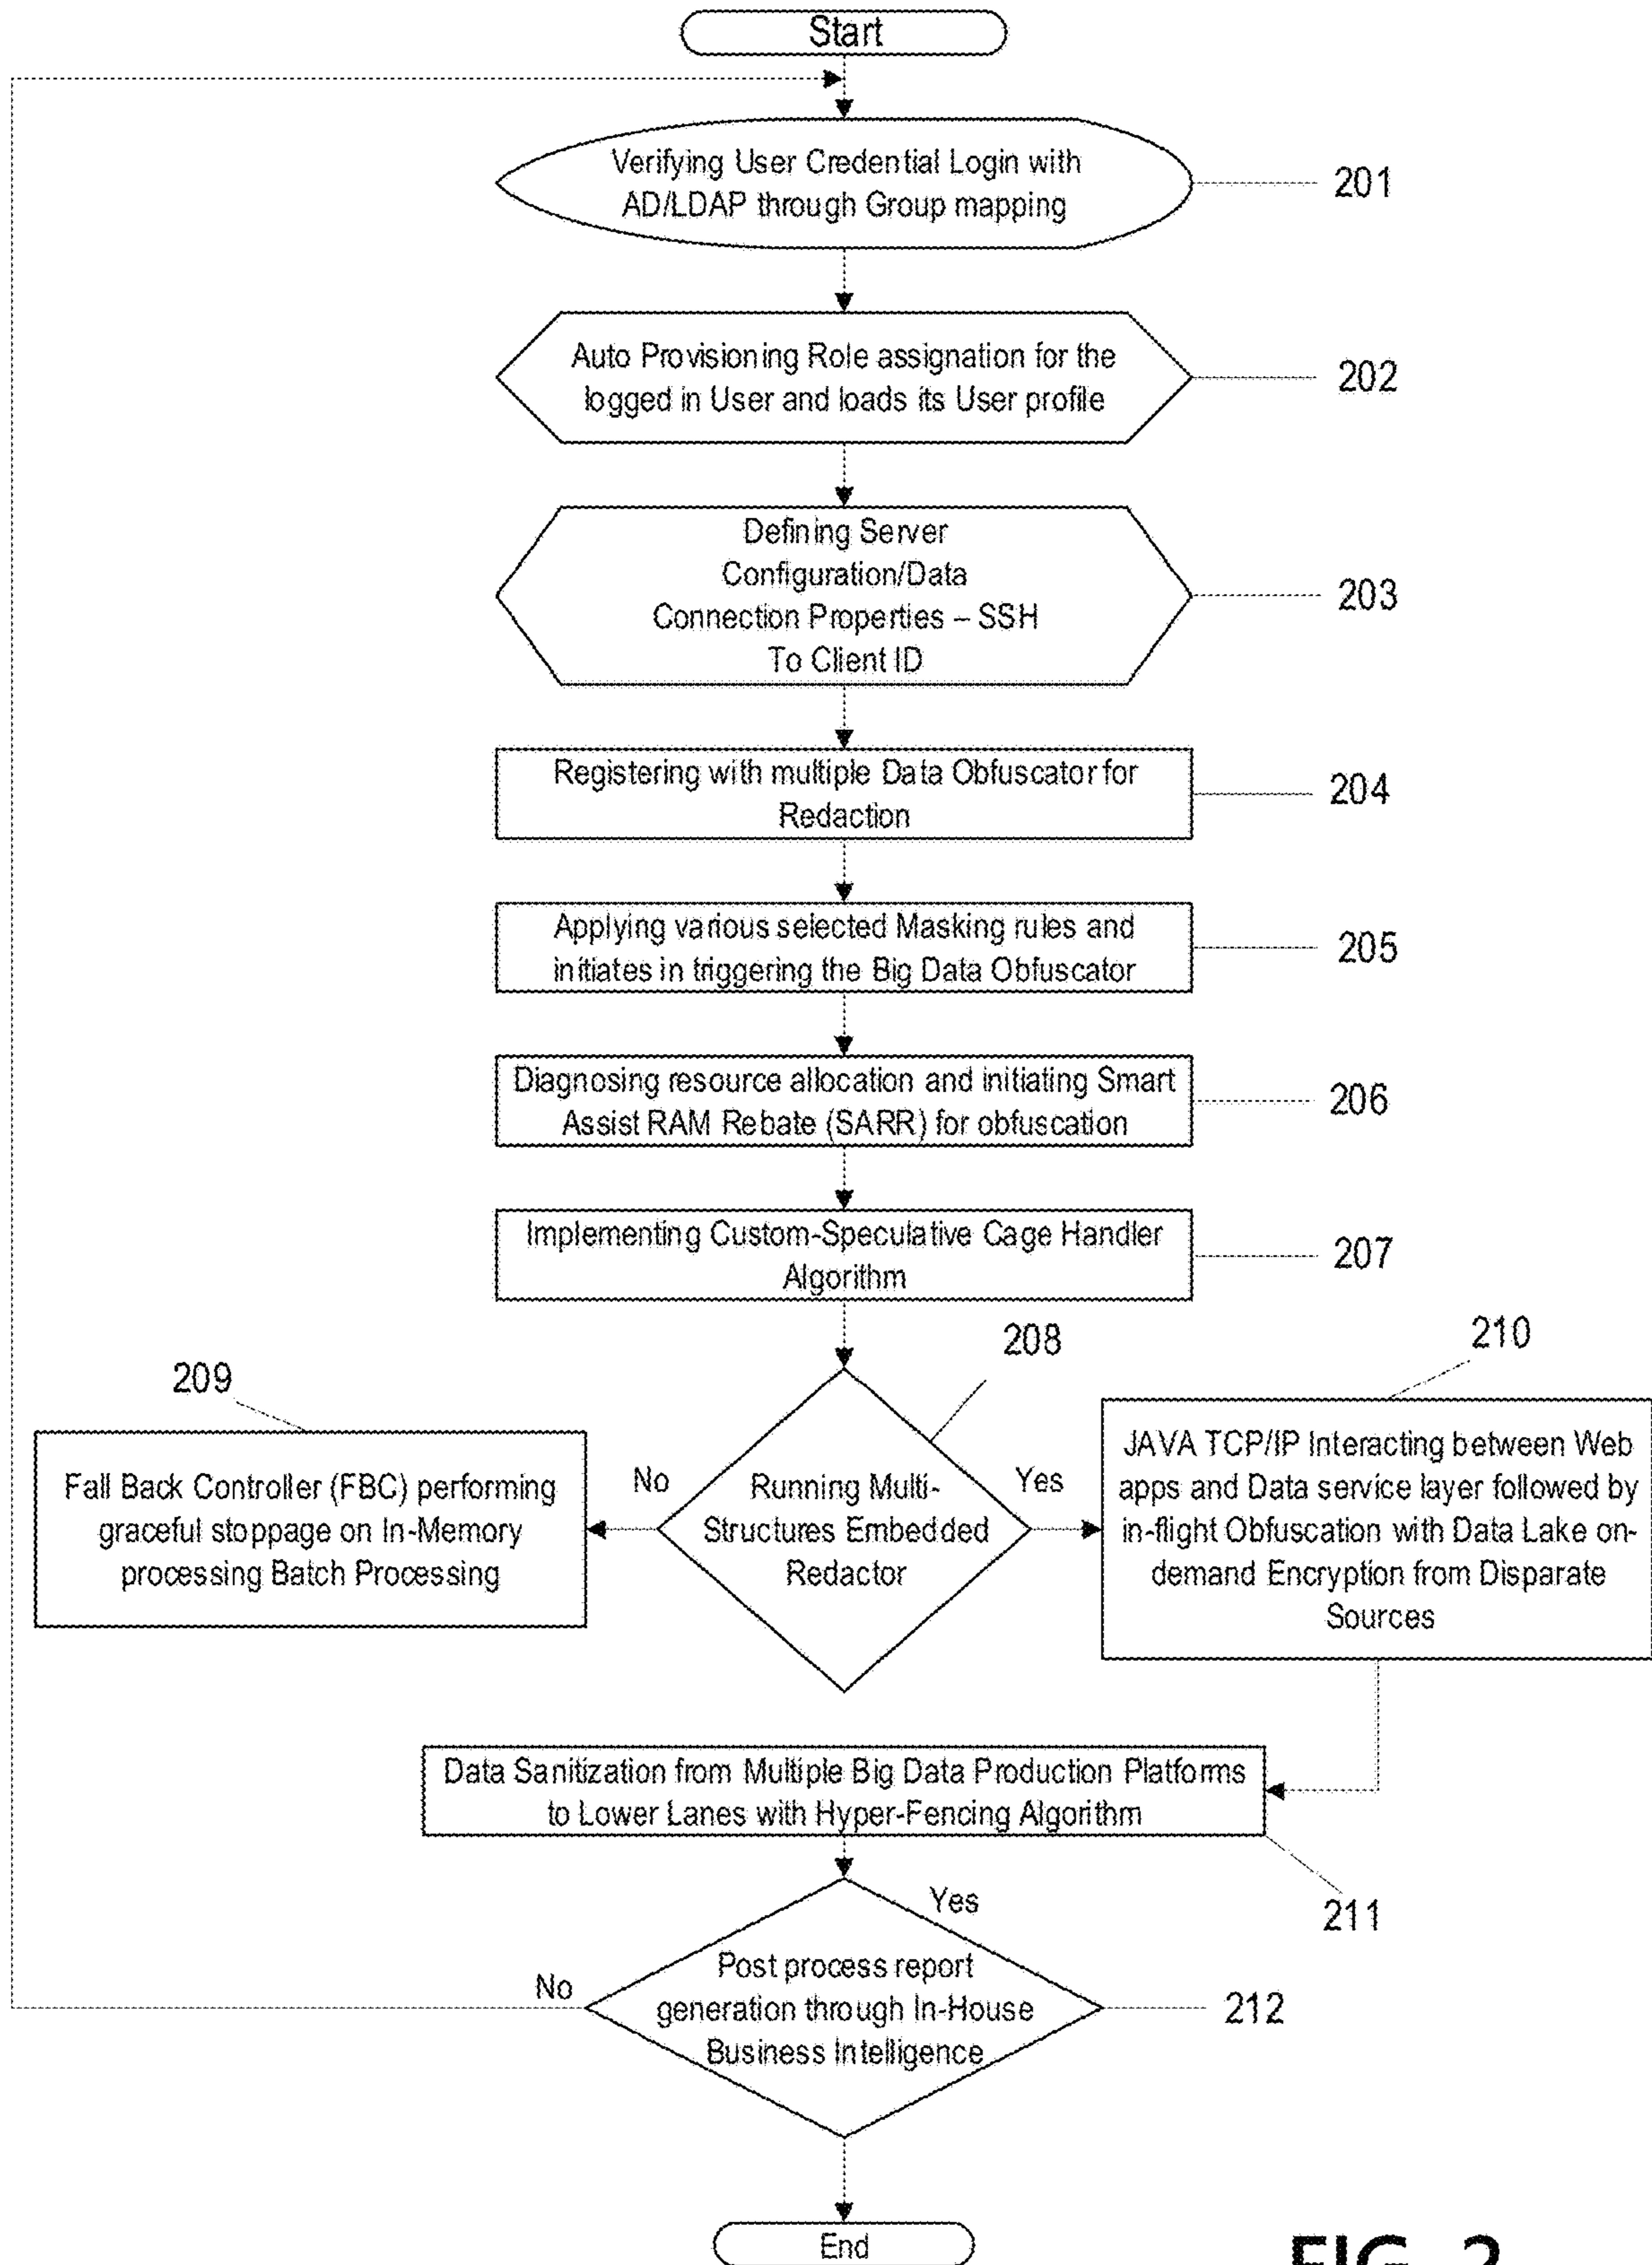 Start
Verifying User Credential Login with
AD/LDAP through Group mapping
201
Auto Provisioning Role assignation for the
logged in User and loads its User profile
202
Defining Server
Configuration/Data
Connection Properties – SSH
To Client ID
203
Registering with multiple Data Obfuscator for
Redaction
204
Applying various selected Masking rules and
initiates in triggering the Big Data Obfuscator
205
Diagnosing resource allocation and initiating Smart
Assist RAM Rebate (SARR) for obfuscation
206
Implementing Custom-Speculative Cage Handler
Algorithm
207
208
209
210
Fall Back Controller (FBC) performing
graceful stoppage on In-Memory
processing Batch Processing
No
Running Multi-
Structures Embedded
Redactor
Yes
JAVA TCP/IP Interacting between Web
apps and Data service layer followed by
in-flight Obfuscation with Data Lake on-
demand Encryption from Disparate
Sources
Data Sanitization from Multiple Big Data Production Platforms
to Lower Lanes with Hyper-Fencing Algorithm
211
Yes
No
Post process report
generation through In-House
Business Intelligence
212
End
FIG. 2